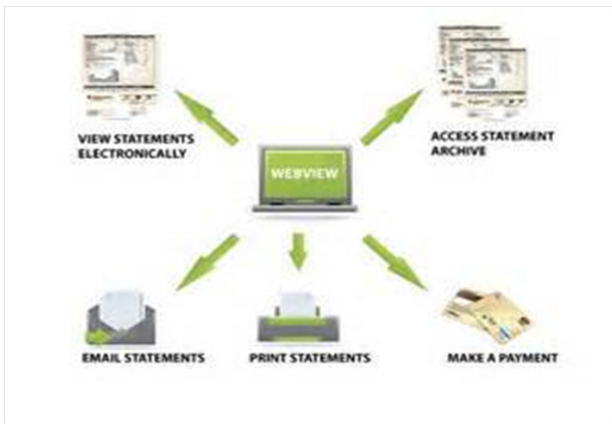 VIEW STATEMENTS
ELECTRONICALLY
ACCESS STATEMENT
ARCHIVE
WEBVIEW
EMAIL STATEMENTS
PRINT STATEMENTS
MAKE A PAYMENT